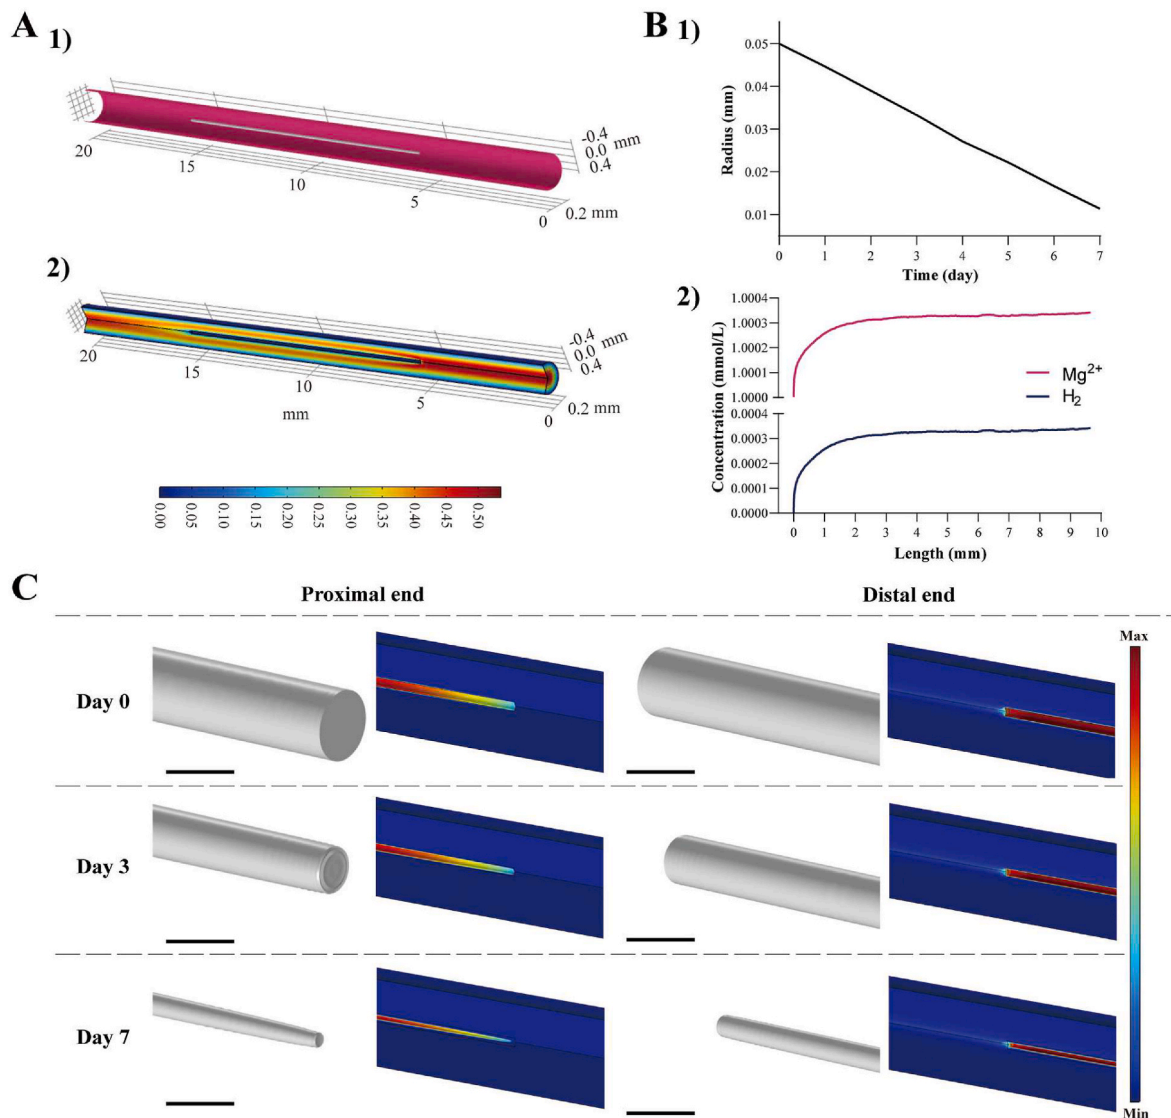 A 1)
-0.4
0.0 mm
0.4
20
15
10
5
0
0.2 mm
2)
-0.4
0.0 mm
0.4
20
15
10
5
0
0.2 mm
mm
0.00 0.05 0.10 0.15 0.20 0.25 0.30 0.35 0.40 0.45 0.50
B 1)
Radius (mm)
0.05
0.04
0.03
0.02
0.01
0 1 2 3 4 5 6 7
Time (day)
2)
Concentration (mmol/L)
1.0004
1.0003
1.0002
1.0001
1.0000
0.0004
0.0003
0.0002
0.0001
0.0000
Mg²⁺
H₂
0 1 2 3 4 5 6 7 8 9 10
Length (mm)
C
Proximal end Distal end
Max
Day 0
Day 3
Day 7
Min